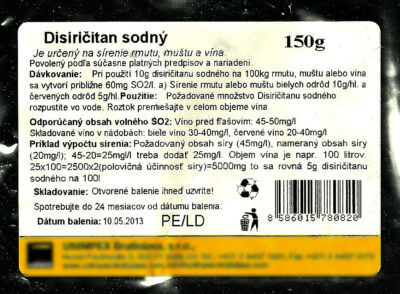 Disiričitan sodný 150g
Je určený na sírenie rmutu, muštu a vína.
Povolený podľa súčasne platných predpisov a nariadení.
Dávkovanie: Pri použití 10g disiričitanu sodného na 100kg rmutu, muštu alebo vína
sa vytvorí približne 60mg SO2/l. a) Sírenie rmutu alebo muštu bielych odrôd 10g/hl. a
červených odrôd 5g/hl. Použitie: Požadované množstvo Disiričitanu sodného
rozpustite vo vode. Roztok premiešajte v celom objeme vína.
Odporúčaný obsah volného SO2: Víno pred fľašovím: 45-50mg/l
Skladované víno v nádobách: biele víno 30-40mg/l, červené víno 20-40mg/l
Príklad výpočtu sírenia: Požadovaný obsah síry (45mg/l), nameraný obsah síry
(20mg/l); 45-20=25mg/l treba dodať 25mg/l. Objem vína je napr. 100 litrov.
25x100=2500x2(polovičná účinnosť síry)=5000mg to sa rovná 5g disiričitanu
sodného na 100l
Skladovanie: Otvorené balenie ihneď uzvrite!
Spotrebujte do 24 mesiacov od dátumu balenia:
Dátum balenia: 10.05.2013 PE/LD
8 586015 780820
UNIMPEX Bratislava, s.r.o.,